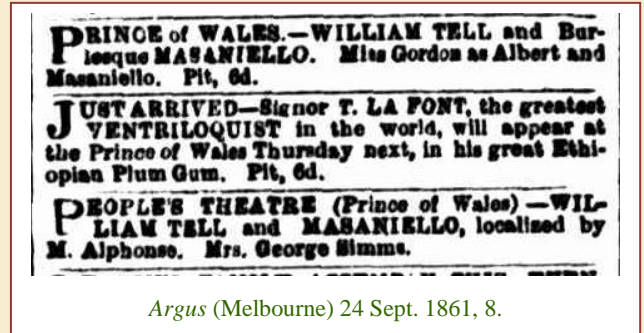 PRINCE of WALES.—WILLIAM TELL and Bur-
lesque MASANIELLO. Miss Gordon as Albert and
Masaniello. Pit, 6d.
JUST ARRIVED—Signor T. LA FONT, the greatest
VENTRILOQUIST in the world, will appear at
the Prince of Wales Thursday next, in his great Ethi-
opian Plum Gum. Pit, 6d.
PEOPLE'S THEATRE (Prince of Wales)—WIL-
LIAM TELL and MASANIELLO, localised by
M. Alphonse. Mrs. George Simms.
Argus (Melbourne) 24 Sept. 1861, 8.